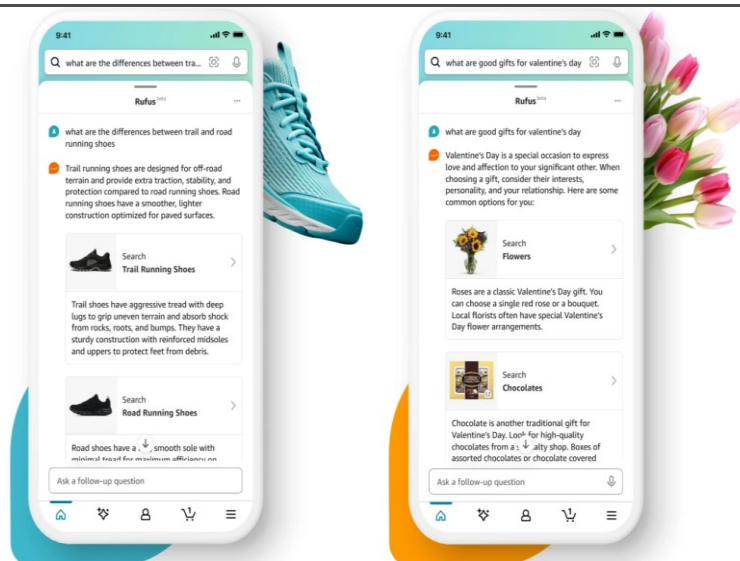 9:41
what are the differences between tra...
Rufus beta
what are the differences between trail and road
running shoes
Trail running shoes are designed for off-road
terrain and provide extra traction, stability, and
protection compared to road running shoes. Road
running shoes have a smoother, lighter
construction optimized for paved surfaces.
Search
Trail Running Shoes
Trail shoes have aggressive tread with deep
lugs to grip uneven terrain and absorb shock
from rocks, roots, and bumps. They have a
sturdy construction with reinforced midsoles
and uppers to protect feet from debris.
Search
Road Running Shoes
Road shoes have a smooth sole with
minimal tread for maximum efficiency on
Ask a follow-up question
1
9:41
what are good gifts for valentine's day
Rufus beta
what are good gifts for valentine's day
Valentine's Day is a special occasion to express
love and affection to your significant other. When
choosing a gift, consider their interests,
personality, and your relationship. Here are some
common options for you:
Search
Flowers
Roses are a classic Valentine's Day gift. You
can choose a single red rose or a bouquet.
Local florists often have special Valentine's
Day flower arrangements.
Search
Chocolates
Chocolate is another traditional gift for
Valentine's Day. Look for high-quality
chocolates from a shop. Boxes of
assorted chocolates or chocolate covered
Ask a follow-up question
1